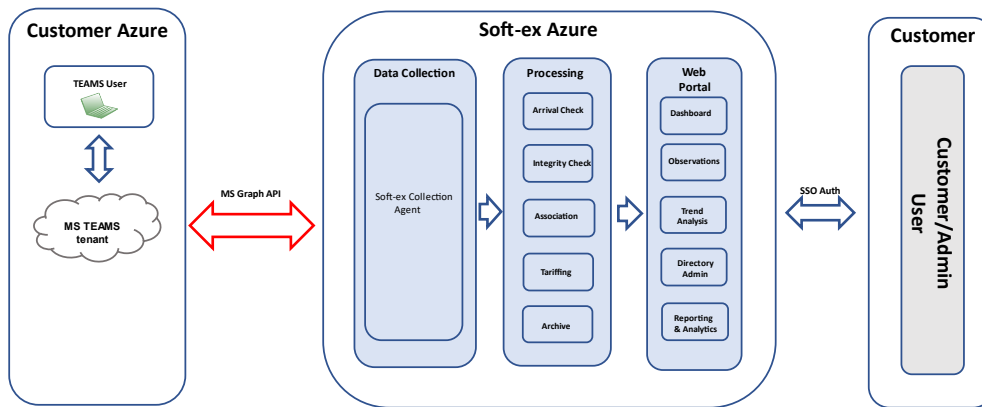 Customer Azure
TEAMS User
MS TEAMS
tenant
MS Graph API
Soft-ex Azure
Data Collection
Soft-ex Collection
Agent
Processing
Arrival Check
Integrity Check
Association
Tariffing
Archive
Web
Portal
Dashboard
Observations
Trend
Analysis
Directory
Admin
Reporting
& Analytics
SSO Auth
Customer
Customer/Admin
User